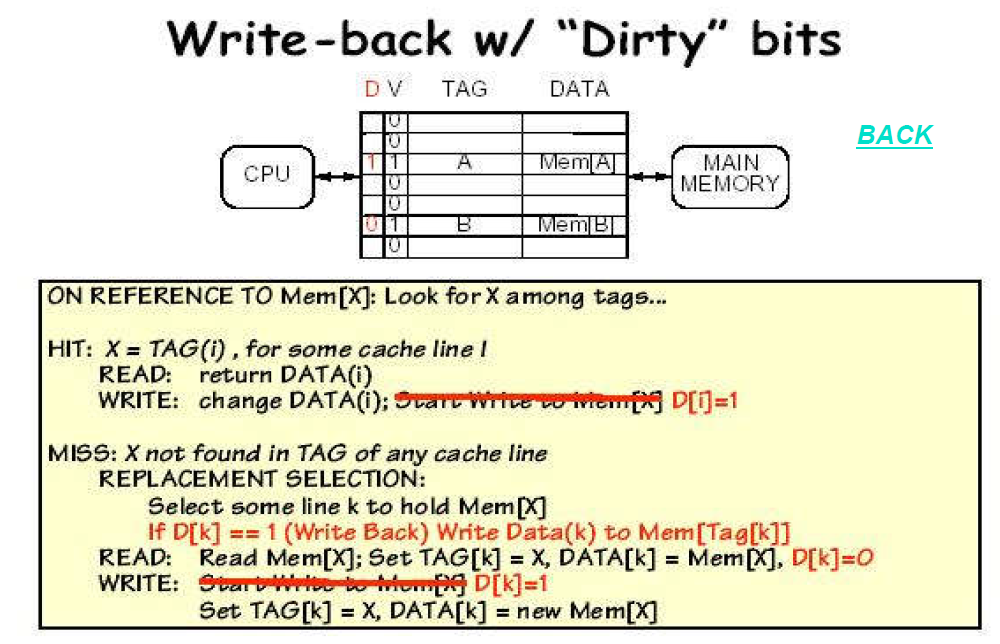 Write-back w/ "Dirty" bits
D V TAG DATA
BACK
0
0
1 1 A Mem[A]
0
0
0 1 B Mem[B]
0
CPU
MAIN
MEMORY
ON REFERENCE TO Mem[X]: Look for X among tags...
HIT: X = TAG(i) , for some cache line I
READ: return DATA(i)
WRITE: change DATA(i); Start Write to Mem[X] D[i]=1
MISS: X not found in TAG of any cache line
REPLACEMENT SELECTION:
Select some line k to hold Mem[X]
If D[k] == 1 (Write Back) Write Data(k) to Mem[Tag[k]]
READ: Read Mem[X]; Set TAG[k] = X, DATA[k] = Mem[X], D[k]=0
WRITE: Start Write to Mem[X] D[k]=1
Set TAG[k] = X, DATA[k] = new Mem[X]